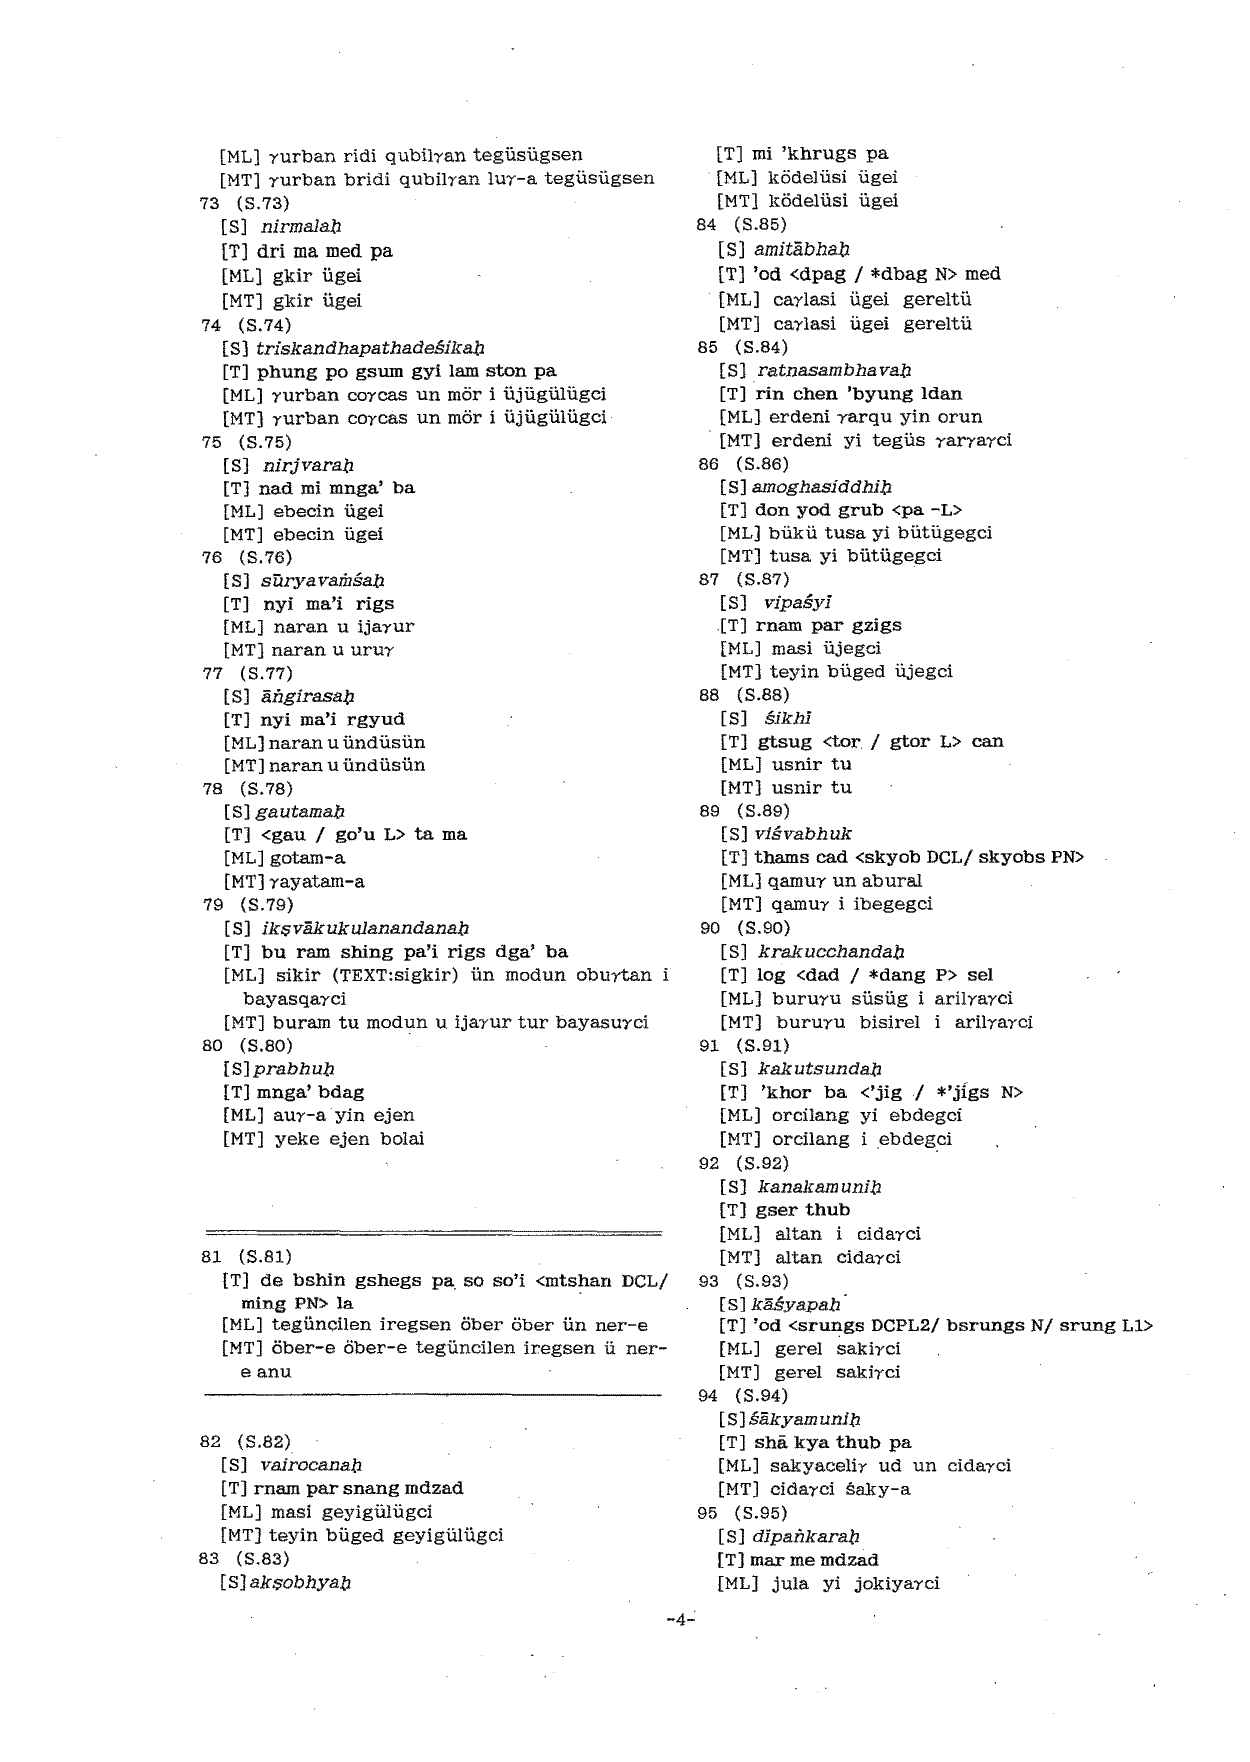 [ML] γurban ridi qubilγan tegüsügsen
[MT] γurban bridi qubilγan luγ-a tegüsügsen
73 (S.73)
[S] nirmalaḥ
[T] dri ma med pa
[ML] gkir ügei
[MT] gkir ügei
74 (S.74)
[S] triskandhapathadeśikaḥ
[T] phung po gsum gyi lam ston pa
[ML] γurban coγcas un mör i üjügülügci
[MT] γurban coγcas un mör i üjügülügci
75 (S.75)
[S] nirjvaraḥ
[T] nad mi mnga' ba
[ML] ebecin ügei
[MT] ebecin ügei
76 (S.76)
[S] sūryavaṁśaḥ
[T] nyi ma'i rigs
[ML] naran u ijaγur
[MT] naran u uruγ
77 (S.77)
[S] āṅgirasaḥ
[T] nyi ma'i rgyud
[ML] naran u ündüsün
[MT] naran u ündüsün
78 (S.78)
[S] gautamaḥ
[T] <gau / go'u L> ta ma
[ML] gotam-a
[MT] γayatam-a
79 (S.79)
[S] ikṣvākukulanandanaḥ
[T] bu ram shing pa'i rigs dga' ba
[ML] sikir (TEXT:sigkir) ün modun obuγtan i
bayasqaγci
[MT] buram tu modun u ijaγur tur bayasuγci
80 (S.80)
[S] prabhuḥ
[T] mnga' bdag
[ML] auγ-a yin ejen
[MT] yeke ejen bolai
81 (S.81)
[T] de bshin gshegs pa so so'i <mtshan DCL/
ming PN> la
[ML] tegüncilen iregsen öber öber ün ner-e
[MT] öber-e öber-e tegüncilen iregsen ü ner-
e anu
82 (S.82)
[S] vairocanaḥ
[T] rnam par snang mdzad
[ML] masi geyigülügci
[MT] teyin büged geyigülügci
83 (S.83)
[S] akṣobhyaḥ
[T] mi 'khrugs pa
[ML] ködelüsi ügei
[MT] ködelüsi ügei
84 (S.85)
[S] amitābhaḥ
[T] 'od <dpag / *dbag N> med
[ML] caγlasi ügei gereltü
[MT] caγlasi ügei gereltü
85 (S.84)
[S] ratnasambhavaḥ
[T] rin chen 'byung ldan
[ML] erdeni γarqu yin orun
[MT] erdeni yi tegüs γarγaγci
86 (S.86)
[S] amoghasiddhiḥ
[T] don yod grub <pa -L>
[ML] bükü tusa yi bütügegci
[MT] tusa yi bütügegci
87 (S.87)
[S] vipaśyī
[T] rnam par gzigs
[ML] masi üjegci
[MT] teyin büged üjegci
88 (S.88)
[S] śikhī
[T] gtsug <tor / gtor L> can
[ML] usnir tu
[MT] usnir tu
89 (S.89)
[S] viśvabhuk
[T] thams cad <skyob DCL/ skyobs PN>
[ML] qamuγ un abural
[MT] qamuγ i ibegegci
90 (S.90)
[S] krakucchandaḥ
[T] log <dad / *dang P> sel
[ML] buruγu süsüg i arilγaγci
[MT] buruγu bisirel i arilγaγci
91 (S.91)
[S] kakutsundaḥ
[T] 'khor ba <'jig / *'jigs N>
[ML] orcilang yi ebdegci
[MT] orcilang i ebdegci
92 (S.92)
[S] kanakamuniḥ
[T] gser thub
[ML] altan i cidaγci
[MT] altan cidaγci
93 (S.93)
[S] kāśyapaḥ
[T] 'od <srungs DCPL2/ bsrungs N/ srung L1>
[ML] gerel sakiγci
[MT] gerel sakiγci
94 (S.94)
[S] śākyamuniḥ
[T] shā kya thub pa
[ML] sakyaceliγ ud un cidaγci
[MT] cidaγci śaky-a
95 (S.95)
[S] dīpaṅkaraḥ
[T] mar me mdzad
[ML] jula yi jokiyaγci
-4-